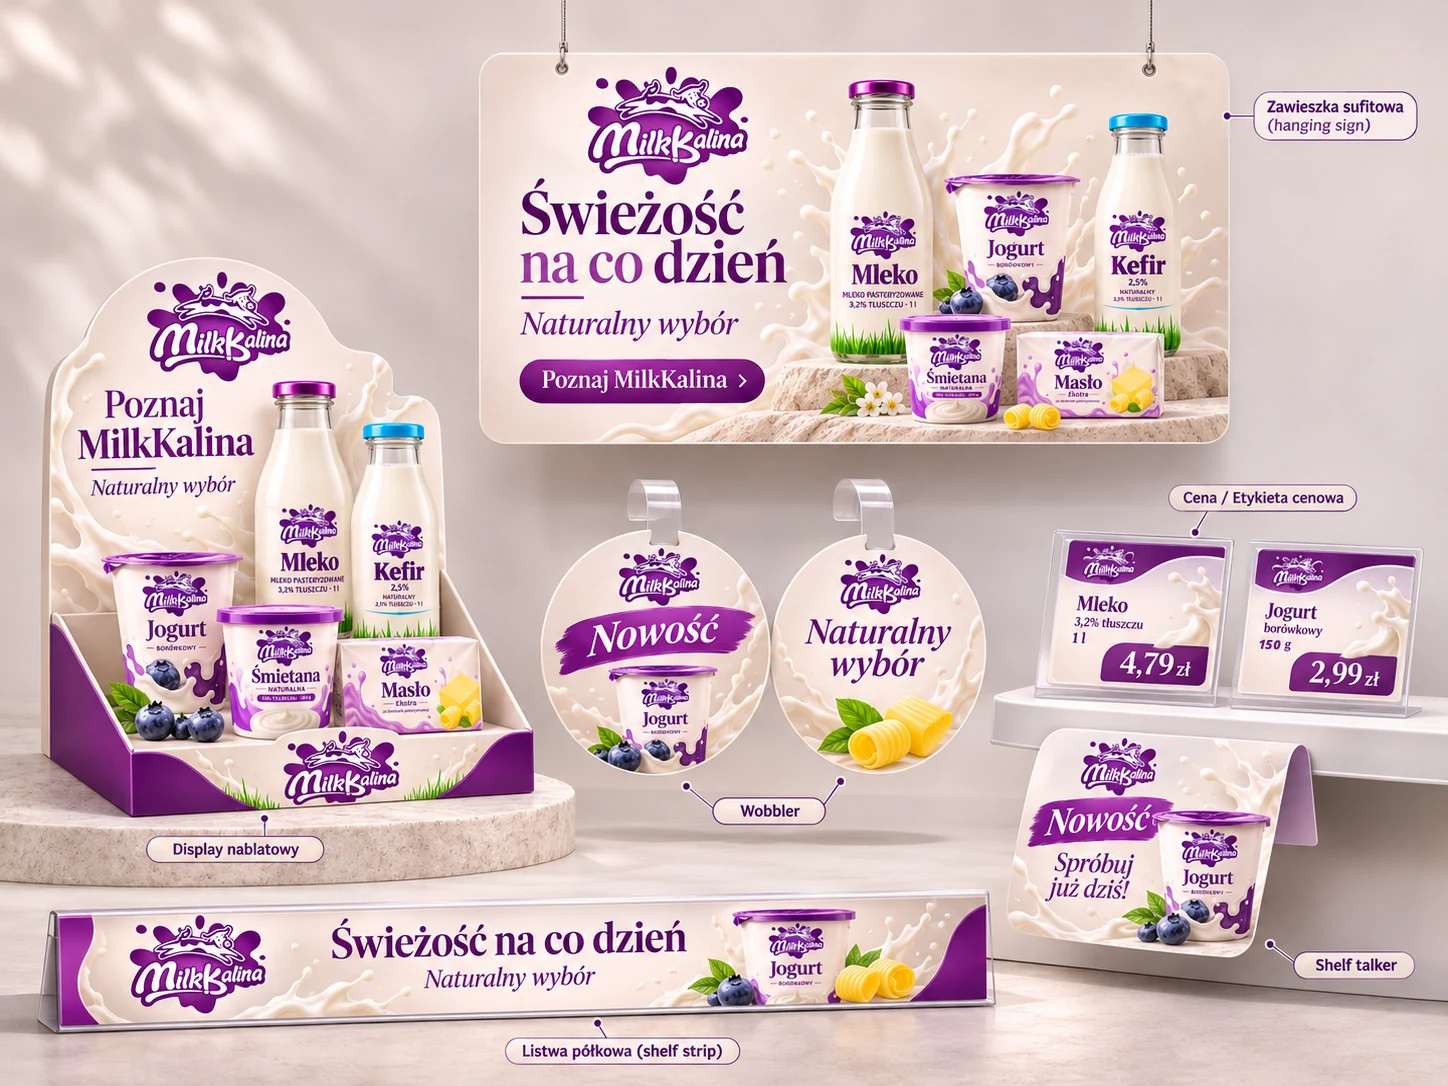 MilkKalina
Świeżość
na co dzień
Naturalny wybór
Poznaj MilkKalina
MilkKalina
Mleko
MLEKO PASTERYZOWANE
3,2% TŁUSZCZU · 1 l
MilkKalina
Jogurt
BORÓWKOWY
MilkKalina
Kefir
2,5%
NATURALNY
MilkKalina
Śmietana
NATURALNA
MilkKalina
Masło
Ekstra
Zawieszka sufitowa
(hanging sign)
MilkKalina
Poznaj
MilkKalina
Naturalny wybór
MilkKalina
Mleko
MLEKO PASTERYZOWANE
3,2% TŁUSZCZU · 1 l
MilkKalina
Kefir
2,5%
NATURALNY
MilkKalina
Jogurt
BORÓWKOWY
MilkKalina
Śmietana
NATURALNA
MilkKalina
Masło
Ekstra
MilkKalina
Display nablatowy
MilkKalina
Nowość
MilkKalina
Jogurt
MilkKalina
Naturalny
wybór
Wobbler
Cena / Etykieta cenowa
MilkKalina
Mleko
3,2% tłuszczu
1 l
4,79 zł
MilkKalina
Jogurt
borówkowy
150 g
2,99 zł
MilkKalina
Nowość
Spróbuj
już dziś!
MilkKalina
Jogurt
Shelf talker
MilkKalina
Świeżość na co dzień
Naturalny wybór
MilkKalina
Jogurt
Listwa półkowa (shelf strip)